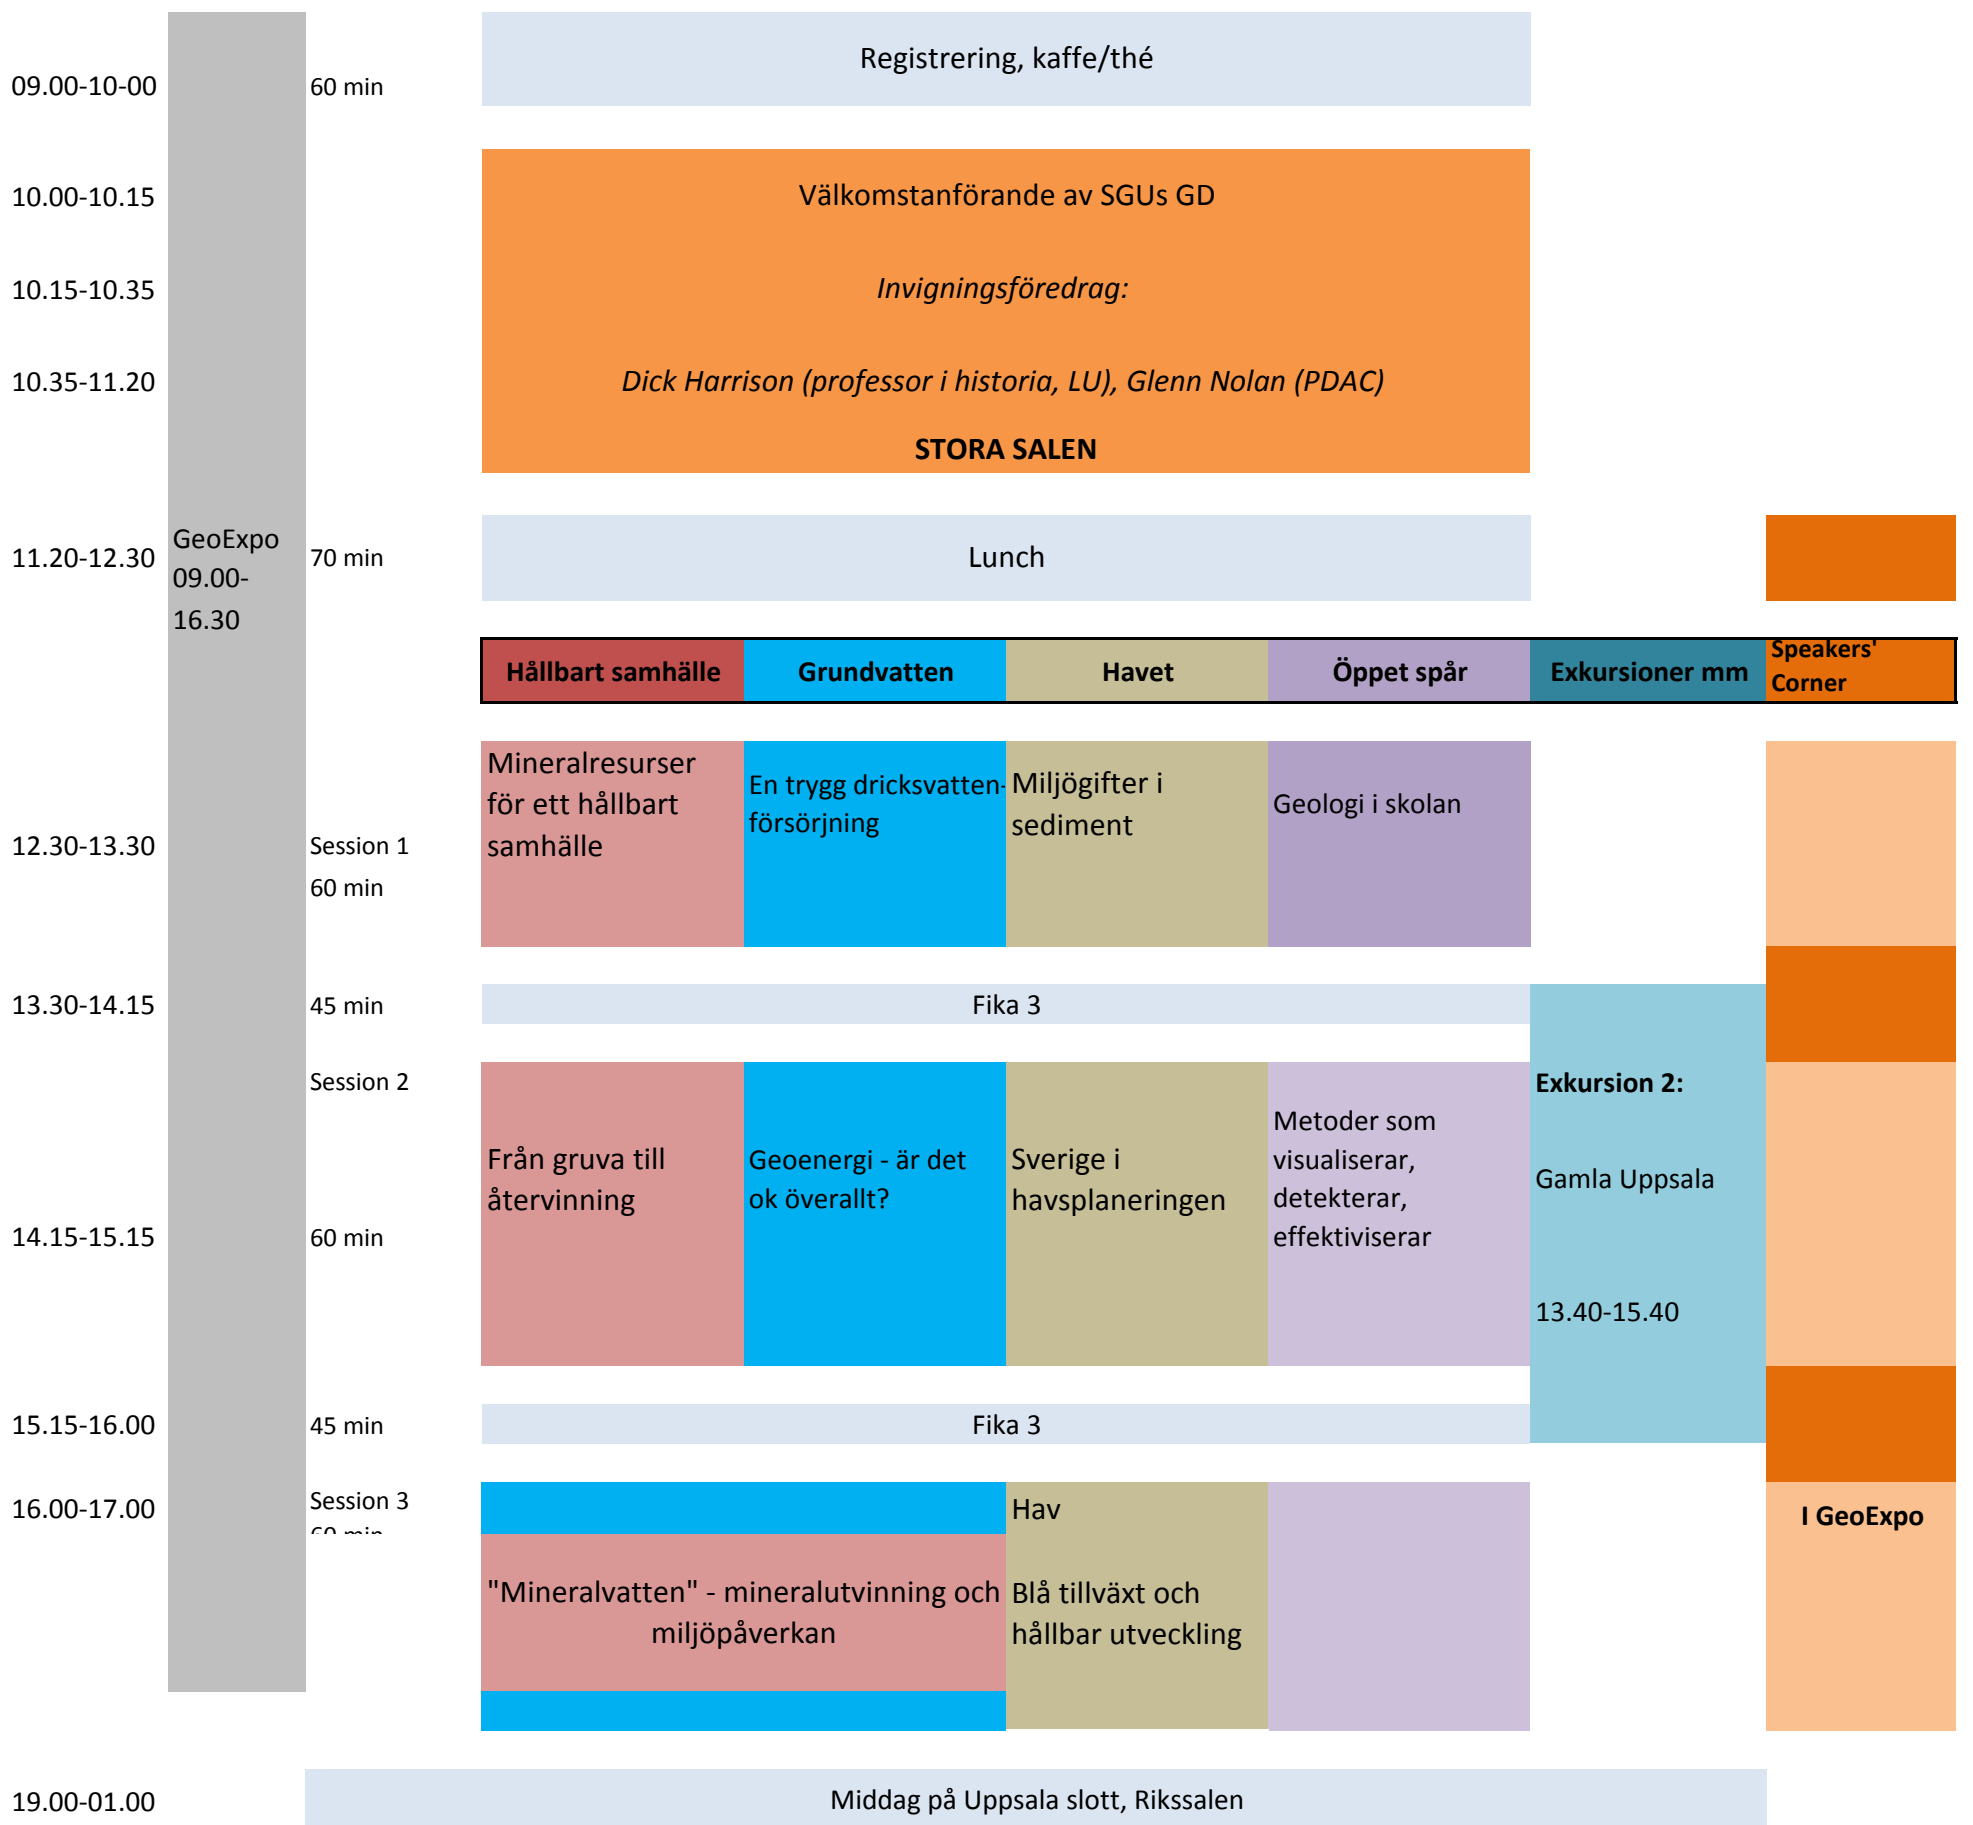 09.00-10-00
60 min
Registrering, kaffe/thé
10.00-10.15
Välkomstanförande av SGUs GD
10.15-10.35
Invigningsföredrag:
10.35-11.20
Dick Harrison (professor i historia, LU), Glenn Nolan (PDAC)
STORA SALEN
11.20-12.30
GeoExpo
09.00-
16.30
70 min
Lunch
Hållbart samhälle
Grundvatten
Havet
Öppet spår
Exkursioner mm
Speakers'
Corner
12.30-13.30
Session 1
60 min
Mineralresurser
för ett hållbart
samhälle
En trygg dricksvatten-
försörjning
Miljögifter i
sediment
Geologi i skolan
13.30-14.15
45 min
Fika 3
Session 2
14.15-15.15
60 min
Från gruva till
återvinning
Geoenergi - är det
ok överallt?
Sverige i
havsplaneringen
Metoder som
visualiserar,
detekterar,
effektiviserar
Exkursion 2:
Gamla Uppsala
13.40-15.40
15.15-16.00
45 min
Fika 3
16.00-17.00
Session 3
60 min
"Mineralvatten" - mineralutvinning och
miljöpåverkan
Hav
Blå tillväxt och
hållbar utveckling
I GeoExpo
19.00-01.00
Middag på Uppsala slott, Rikssalen